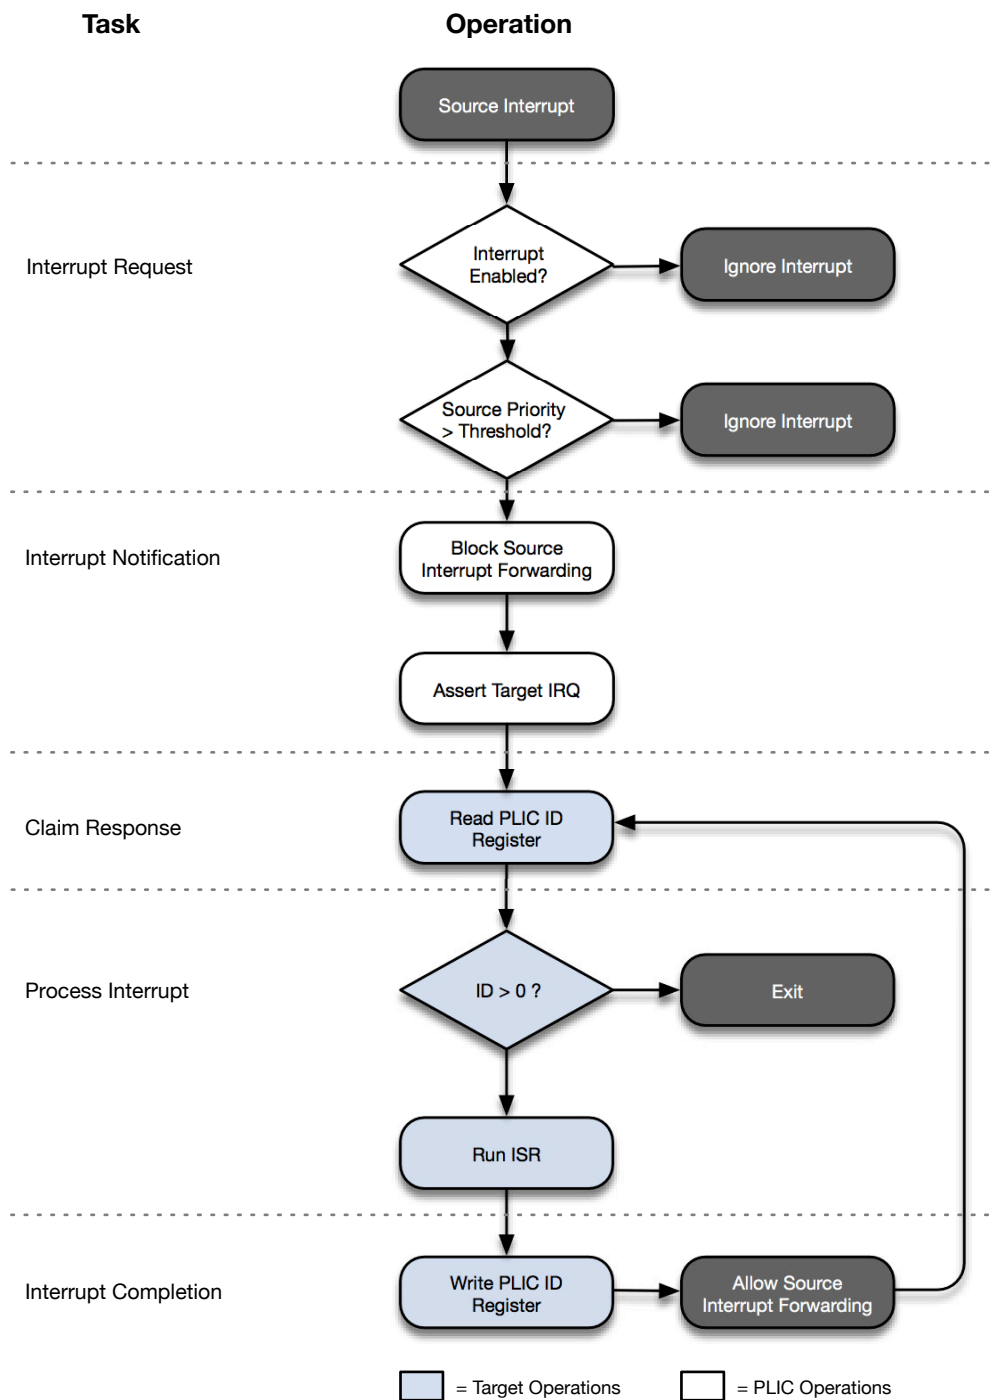 Task
Operation
Source Interrupt
Interrupt Request
Interrupt
Enabled?
Ignore Interrupt
Source Priority
> Threshold?
Ignore Interrupt
Interrupt Notification
Block Source
Interrupt Forwarding
Assert Target IRQ
Claim Response
Read PLIC ID
Register
Process Interrupt
ID > 0 ?
Exit
Run ISR
Interrupt Completion
Write PLIC ID
Register
Allow Source
Interrupt Forwarding
= Target Operations
= PLIC Operations